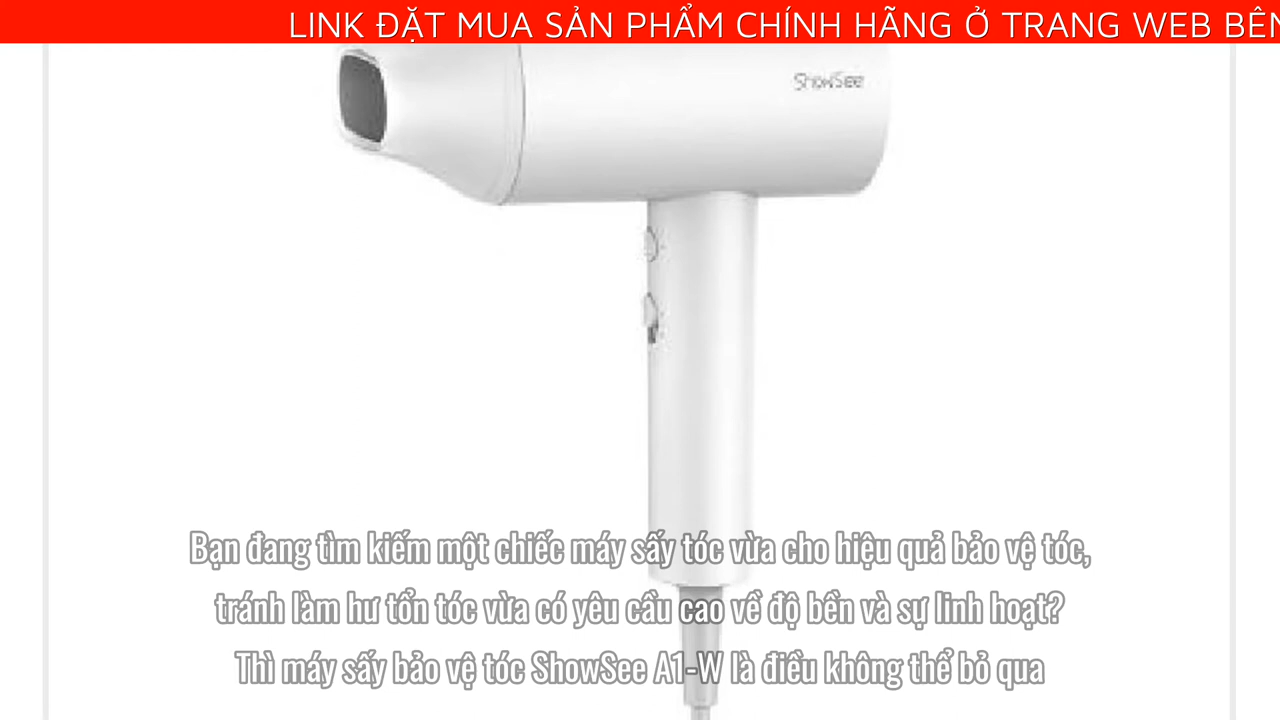 LINK ĐẶT MUA SẢN PHẨM CHÍNH HÃNG Ở TRANG WEB BÊN
ShowSee
Bạn đang tìm kiếm một chiếc máy sấy tóc vừa cho hiệu quả bảo vệ tóc,
tránh làm hư tổn tóc vừa có yêu cầu cao về độ bền và sự linh hoạt?
Thì máy sấy bảo vệ tóc ShowSee A1-W là điều không thể bỏ qua